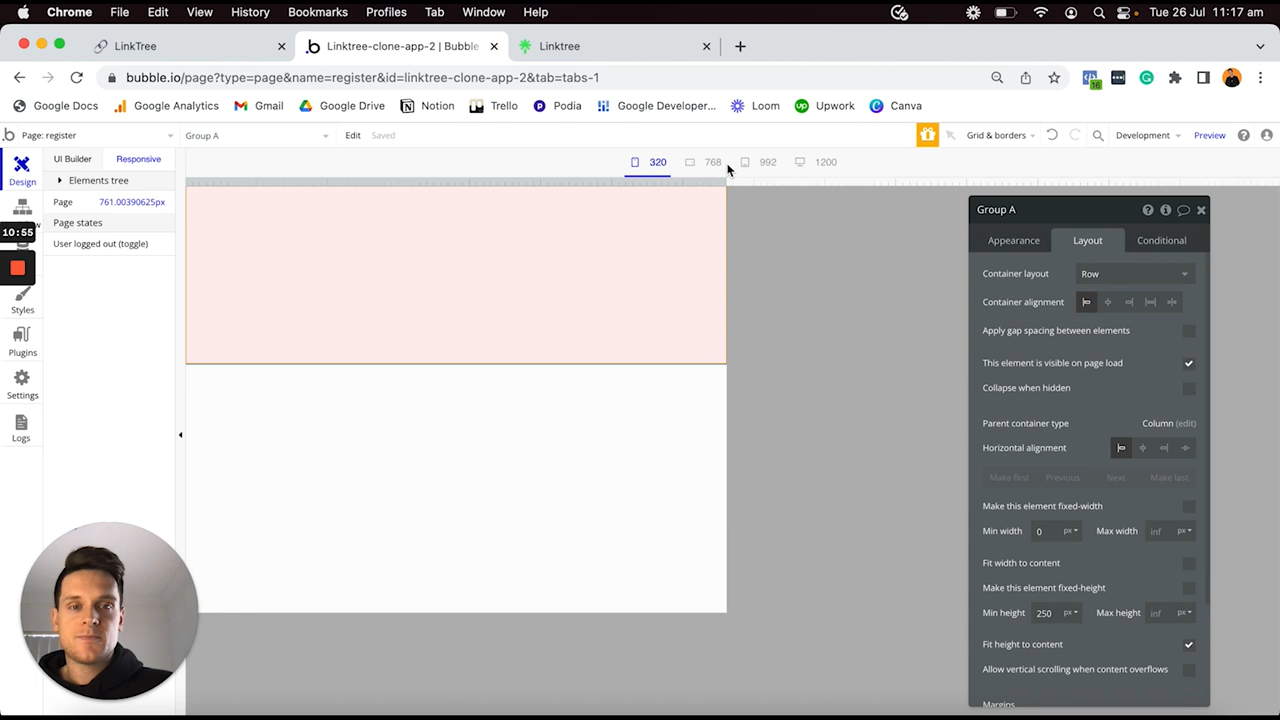 Chrome File Edit View History Bookmarks Profiles Tab Window Help Tue 26 Jul 11:17 am
LinkTree Linktree-clone-app-2 | Bubble Linktree
bubble.io/page?type=page&name=register&id=linktree-clone-app-2&tab=tabs-1 16
Google Docs Google Analytics Gmail Google Drive Notion Trello Podia Google Developer... Loom Upwork Canva
Page: register Group A Edit Saved Grid & borders Development Preview
UI Builder Responsive 320 768 992 1200
Design
Elements tree
Page 761.00390625px
Page states
User logged out (toggle)
10:55
Styles
Plugins
Settings
Logs
Group A
Appearance Layout Conditional
Container layout Row
Container alignment
Apply gap spacing between elements
This element is visible on page load
Collapse when hidden
Parent container type Column (edit)
Horizontal alignment
Make first Previous Next Make last
Make this element fixed-width
Min width 0 px Max width inf px
Fit width to content
Make this element fixed-height
Min height 250 px Max height inf px
Fit height to content
Allow vertical scrolling when content overflows
Margins